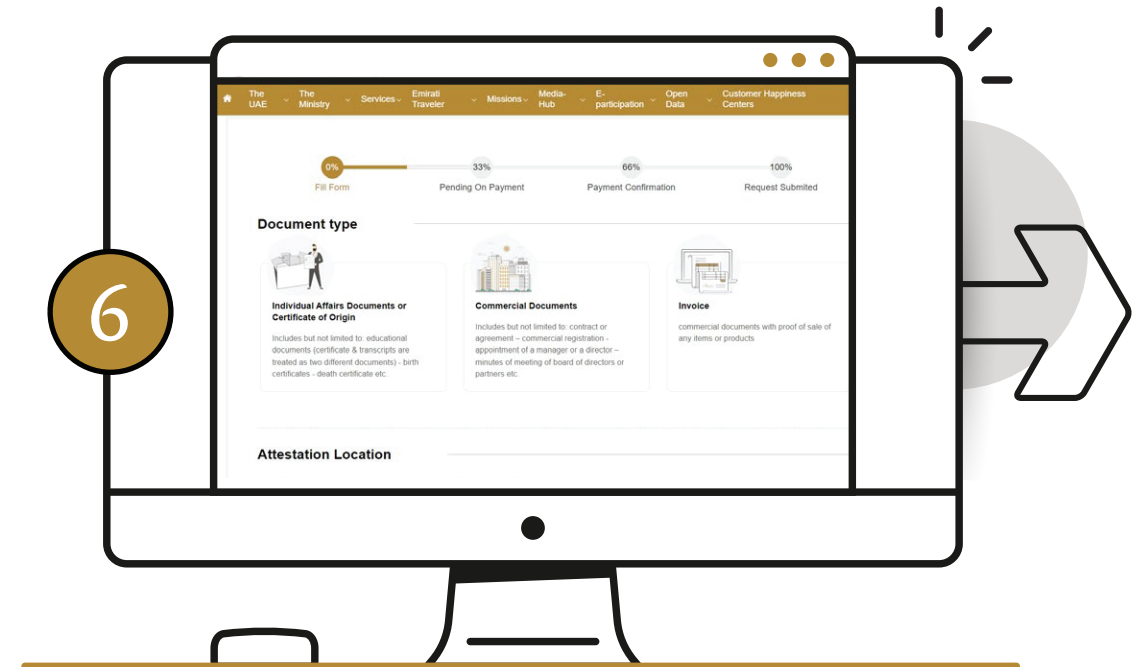 The UAE The Ministry Services Emirati Traveler Missions Media-Hub E-participation Open Data Customer Happiness Centers
0% 33% 66% 100%
Fill Form Pending On Payment Payment Confirmation Request Submited
Document type
6
Individual Affairs Documents or
Certificate of Origin
Includes but not limited to: educational
documents (certificate & transcripts are
treated as two different documents) - birth
certificates - death certificate etc.
Commercial Documents
Includes but not limited to: contract or
agreement – commercial registration -
appointment of a manager or a director –
minutes of meeting of board of directors or
partners etc.
Invoice
commercial documents with proof of sale of
any items or products
Attestation Location